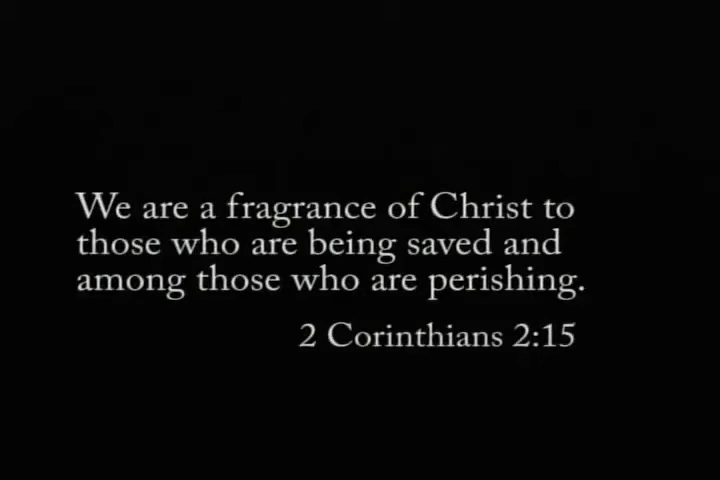 We are a fragrance of Christ to
those who are being saved and
among those who are perishing.
2 Corinthians 2:15